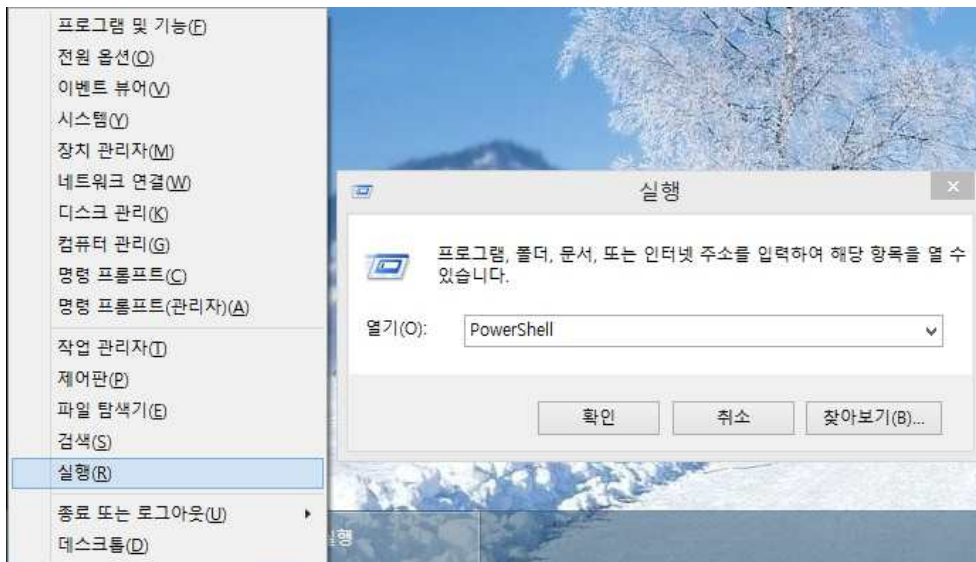 프로그램 및 기능(F)
전원 옵션(O)
이벤트 뷰어(V)
시스템(Y)
장치 관리자(M)
네트워크 연결(W)
디스크 관리(K)
컴퓨터 관리(G)
명령 프롬프트(C)
명령 프롬프트(관리자)(A)
작업 관리자(T)
제어판(P)
파일 탐색기(E)
검색(S)
실행(R)
종료 또는 로그아웃(U)
데스크톱(D)
실행
프로그램, 폴더, 문서, 또는 인터넷 주소를 입력하여 해당 항목을 열 수
있습니다.
열기(O):
PowerShell
확인
취소
찾아보기(B)...
실행